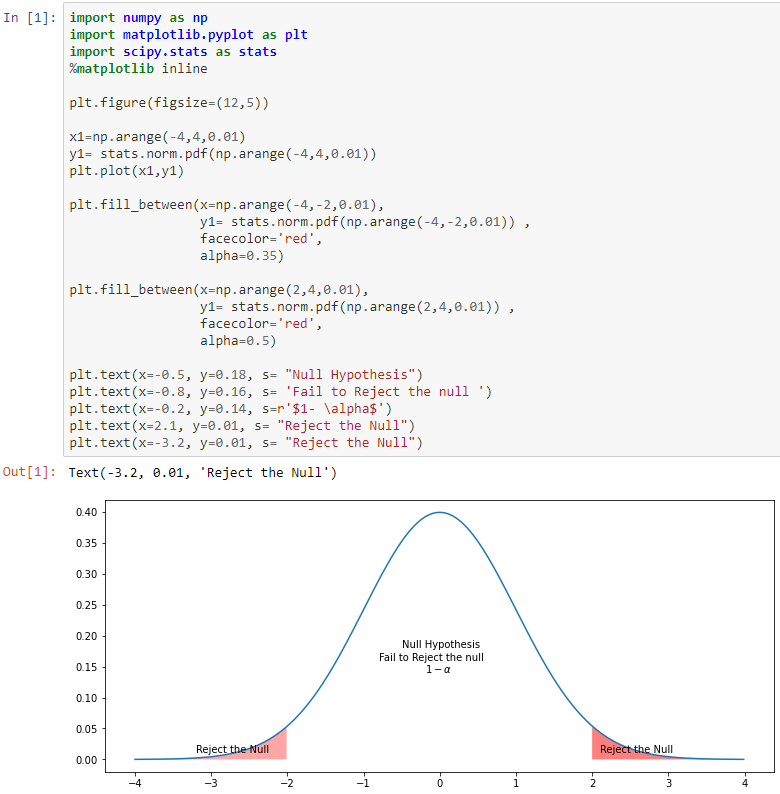 In [1]: import numpy as np
import matplotlib.pyplot as plt
import scipy.stats as stats
%matplotlib inline
plt.figure(figsize=(12,5))
x1=np.arange(-4,4,0.01)
y1= stats.norm.pdf(np.arange(-4,4,0.01))
plt.plot(x1,y1)
plt.fill_between(x=np.arange(-4,-2,0.01),
y1= stats.norm.pdf(np.arange(-4,-2,0.01)) ,
facecolor='red',
alpha=0.35)
plt.fill_between(x=np.arange(2,4,0.01),
y1= stats.norm.pdf(np.arange(2,4,0.01)) ,
facecolor='red',
alpha=0.5)
plt.text(x=-0.5, y=0.18, s= "Null Hypothesis")
plt.text(x=-0.8, y=0.16, s= 'Fail to Reject the null ')
plt.text(x=-0.2, y=0.14, s=r'$1- \alpha$')
plt.text(x=2.1, y=0.01, s= "Reject the Null")
plt.text(x=-3.2, y=0.01, s= "Reject the Null")
Out[1]: Text(-3.2, 0.01, 'Reject the Null')
0.40
0.35
0.30
0.25
0.20
0.15
0.10
0.05
0.00
Null Hypothesis
Fail to Reject the null
1 − α
Reject the Null
Reject the Null
−4 −3 −2 −1 0 1 2 3 4